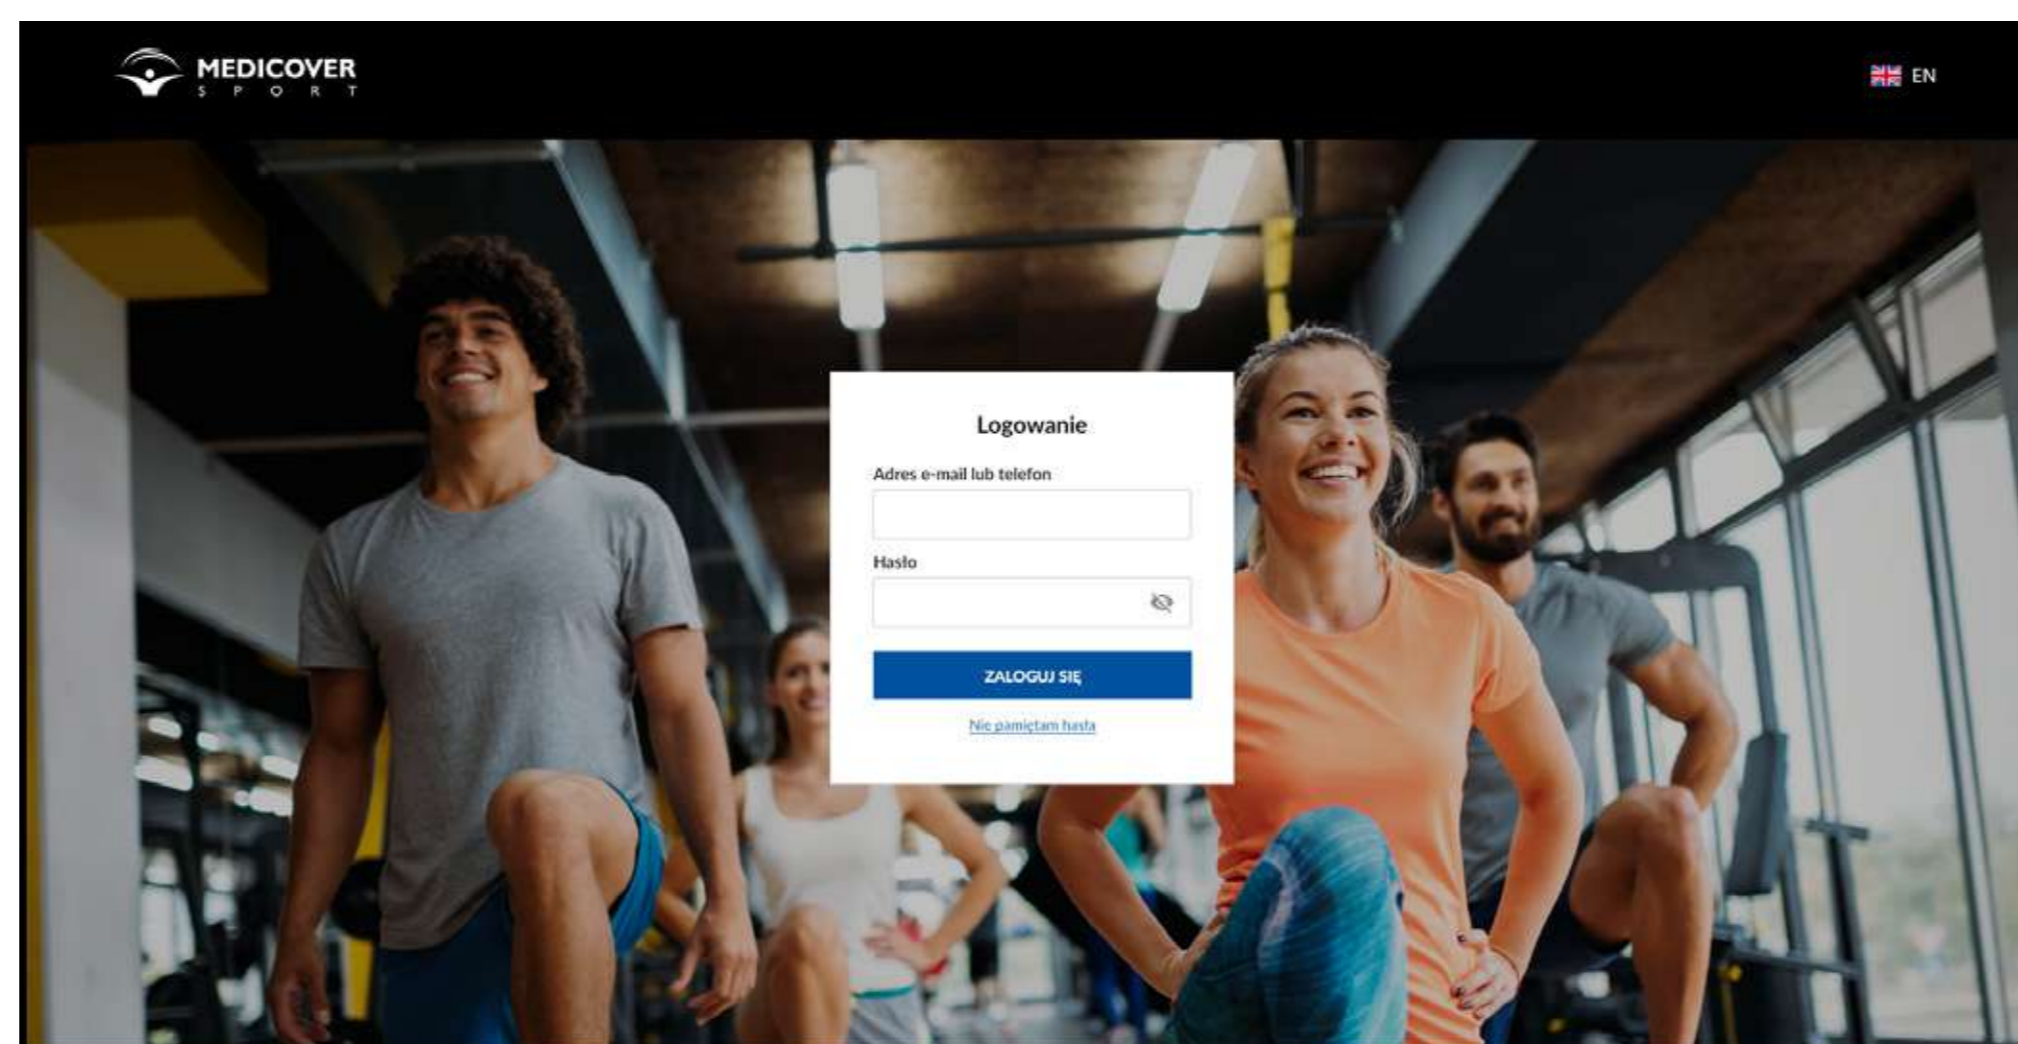 MEDICOVER
SPORT
EN
Logowanie
Adres e-mail lub telefon
Hasło
ZALOGUJ SIĘ
Nie pamiętam hasła